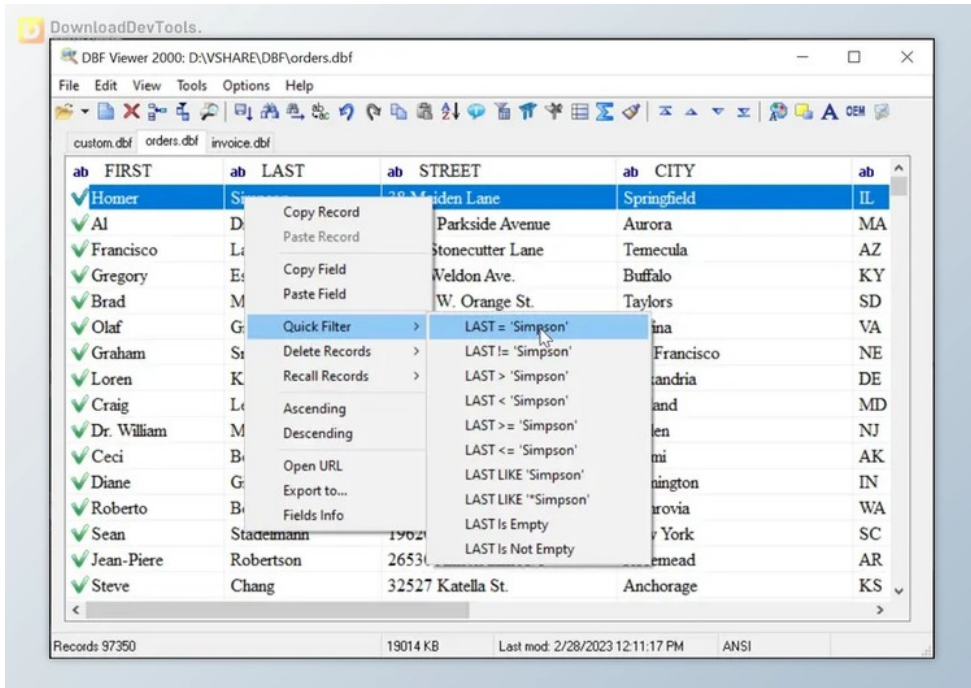 DownloadDevTools.
DBF Viewer 2000: D:\VSHARE\DBF\orders.dbf
File Edit View Tools Options Help
OEM
custom.dbf orders.dbf invoice.dbf
ab FIRST ab LAST ab STREET ab CITY ab
Homer Maiden Lane Springfield IL
Al Parkside Avenue Aurora MA
Francisco Stonecutter Lane Temecula AZ
Gregory Weldon Ave. Buffalo KY
Brad W. Orange St. Taylors SD
Olaf VA
Graham Francisco NE
Loren DE
Craig MD
Dr. William NJ
Ceci AK
Diane IN
Roberto WA
Sean Stademann York SC
Jean-Piere Robertson AR
Steve Chang 32527 Katella St. Anchorage KS
Copy Record
Paste Record
Copy Field
Paste Field
Quick Filter
Delete Records
Recall Records
Ascending
Descending
Open URL
Export to...
Fields Info
LAST = 'Simpson'
LAST != 'Simpson'
LAST > 'Simpson'
LAST < 'Simpson'
LAST >= 'Simpson'
LAST <= 'Simpson'
LAST LIKE 'Simpson'
LAST LIKE '*Simpson'
LAST Is Empty
LAST Is Not Empty
Records 97350 19014 KB Last mod: 2/28/2023 12:11:17 PM ANSI